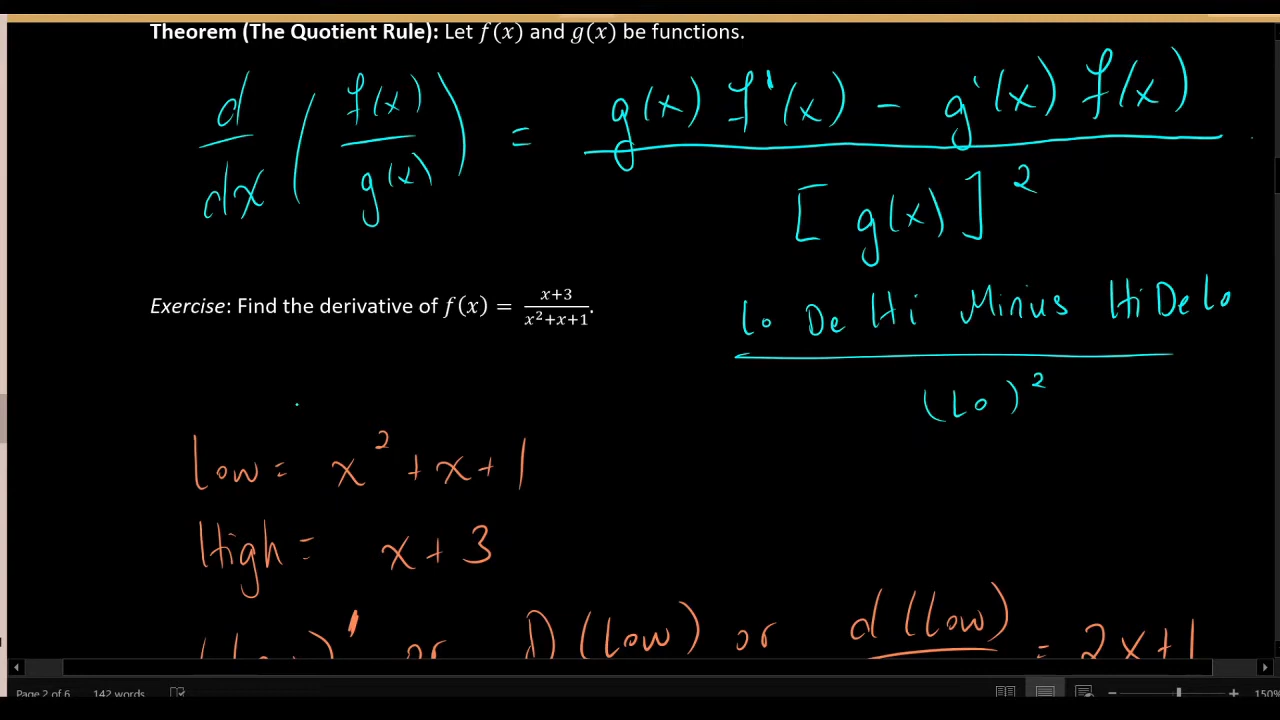 Theorem (The Quotient Rule): Let f(x) and g(x) be functions.
d/dx ( f(x)/g(x) ) = g(x) f'(x) - g'(x) f(x) / [g(x)]²
Exercise: Find the derivative of f(x) = x+3 / x²+x+1.
Lo De Hi Minus Hi De Lo
(Lo)²
Low = x² + x + 1
High = x + 3
(Low)' or D(Low) or d(Low) = 2x+1
Page 2 of 6 142 words 150%